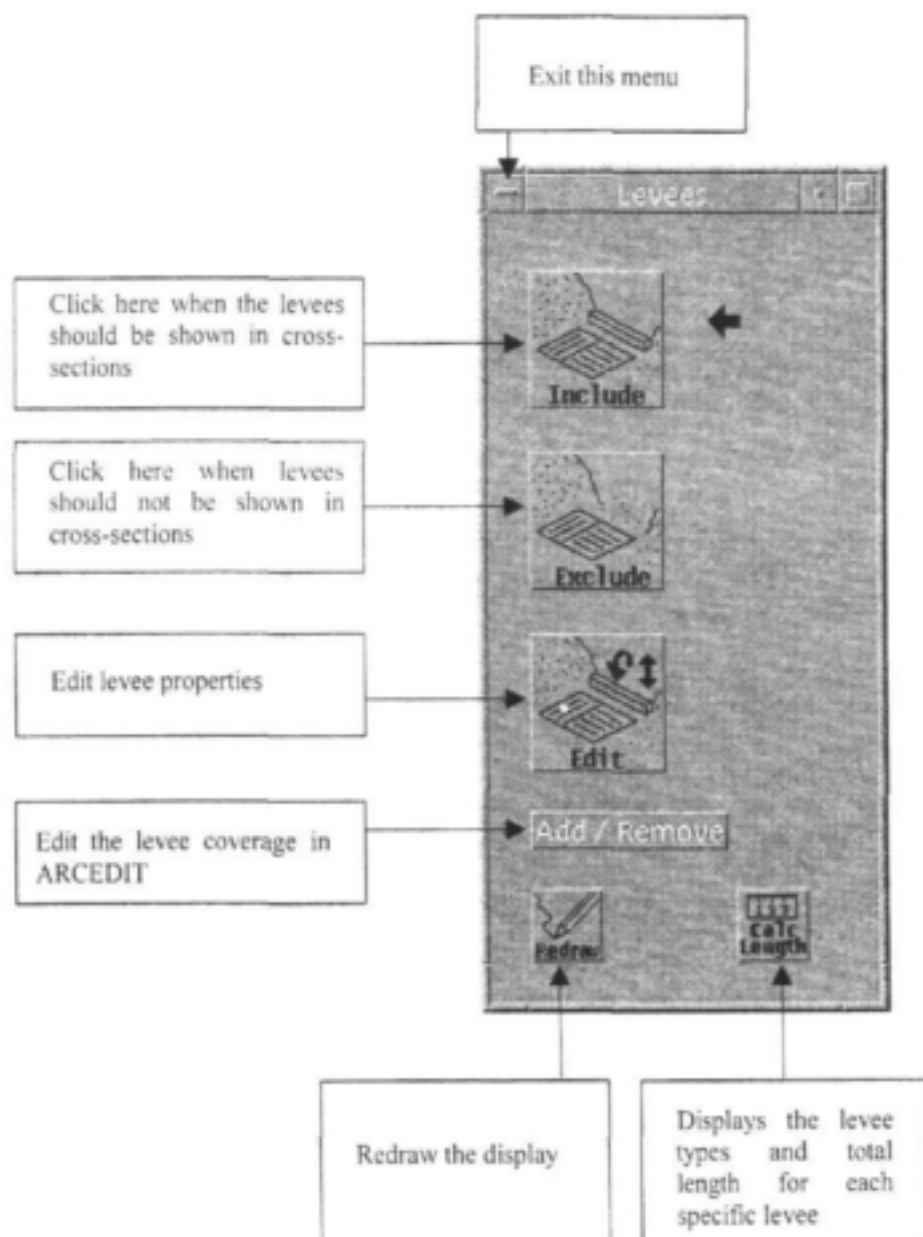 Exit this menu
Levees
Click here when the levees
should be shown in cross-
sections
Include
Click here when levees
should not be shown in
cross-sections
Exclude
Edit levee properties
Edit
Edit the levee coverage in
ARCEDIT
Add / Remove
Redraw
Calc
Length
Redraw the display
Displays the levee
types and total
length for each
specific levee